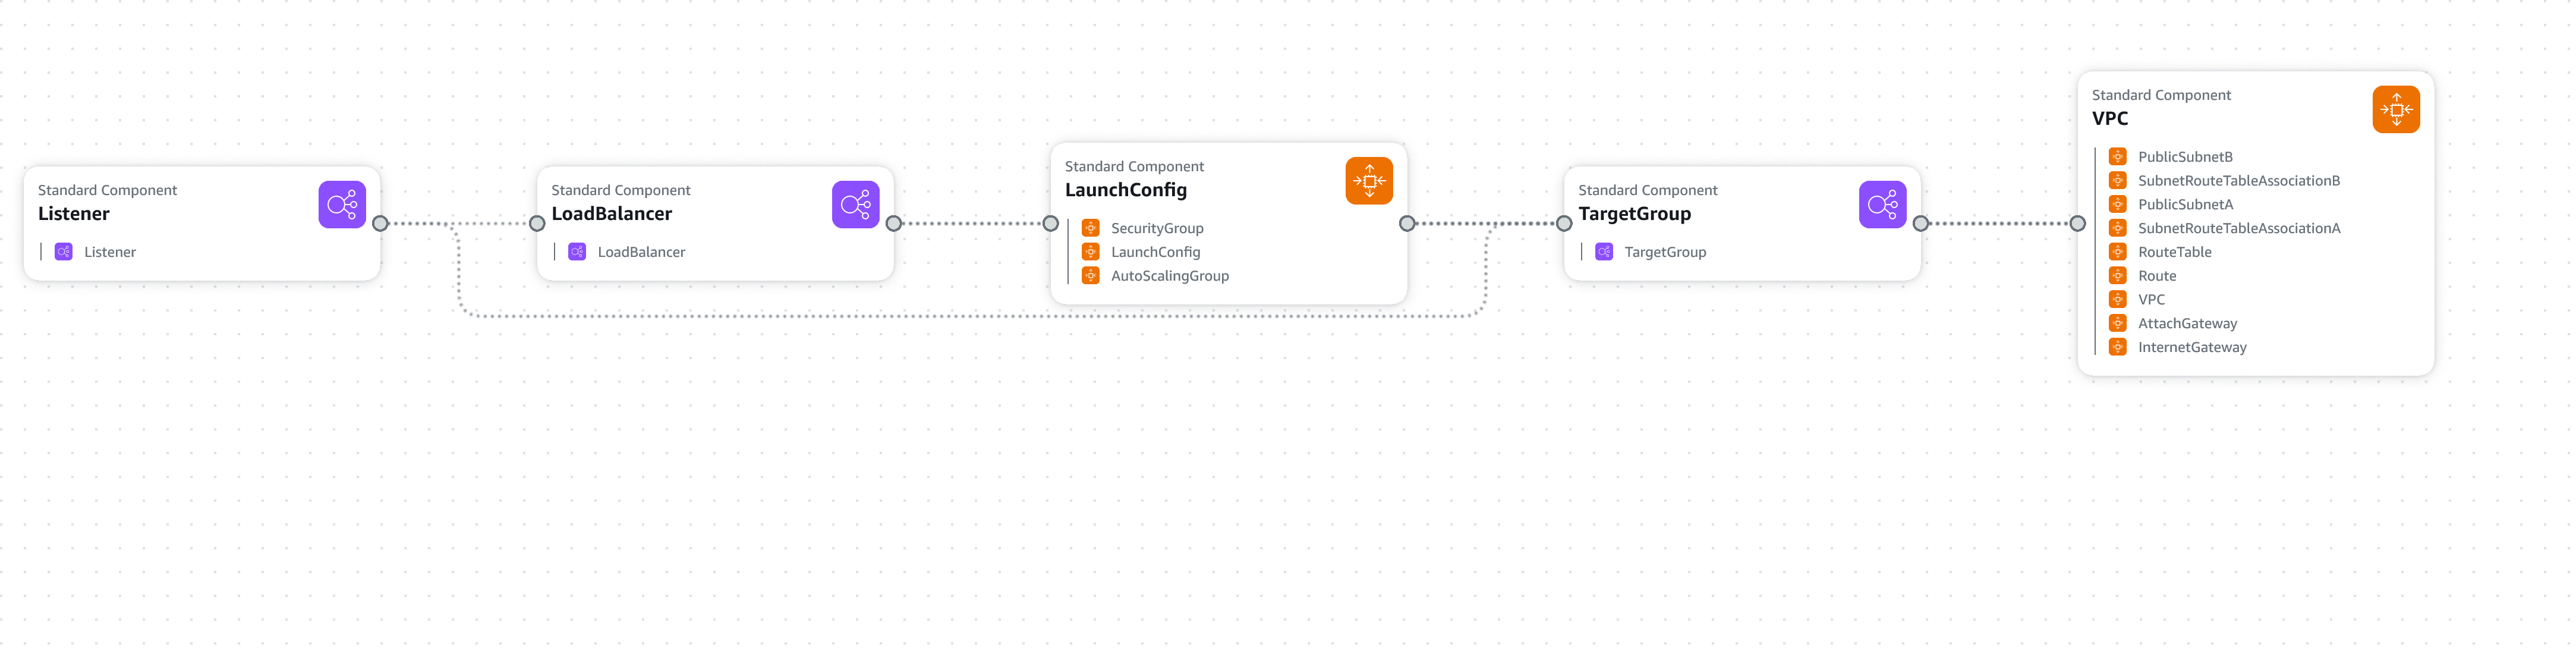 Standard Component
Listener
Listener
Standard Component
LoadBalancer
LoadBalancer
Standard Component
LaunchConfig
SecurityGroup
LaunchConfig
AutoScalingGroup
Standard Component
TargetGroup
TargetGroup
Standard Component
VPC
PublicSubnetB
SubnetRouteTableAssociationB
PublicSubnetA
SubnetRouteTableAssociationA
RouteTable
Route
VPC
AttachGateway
InternetGateway